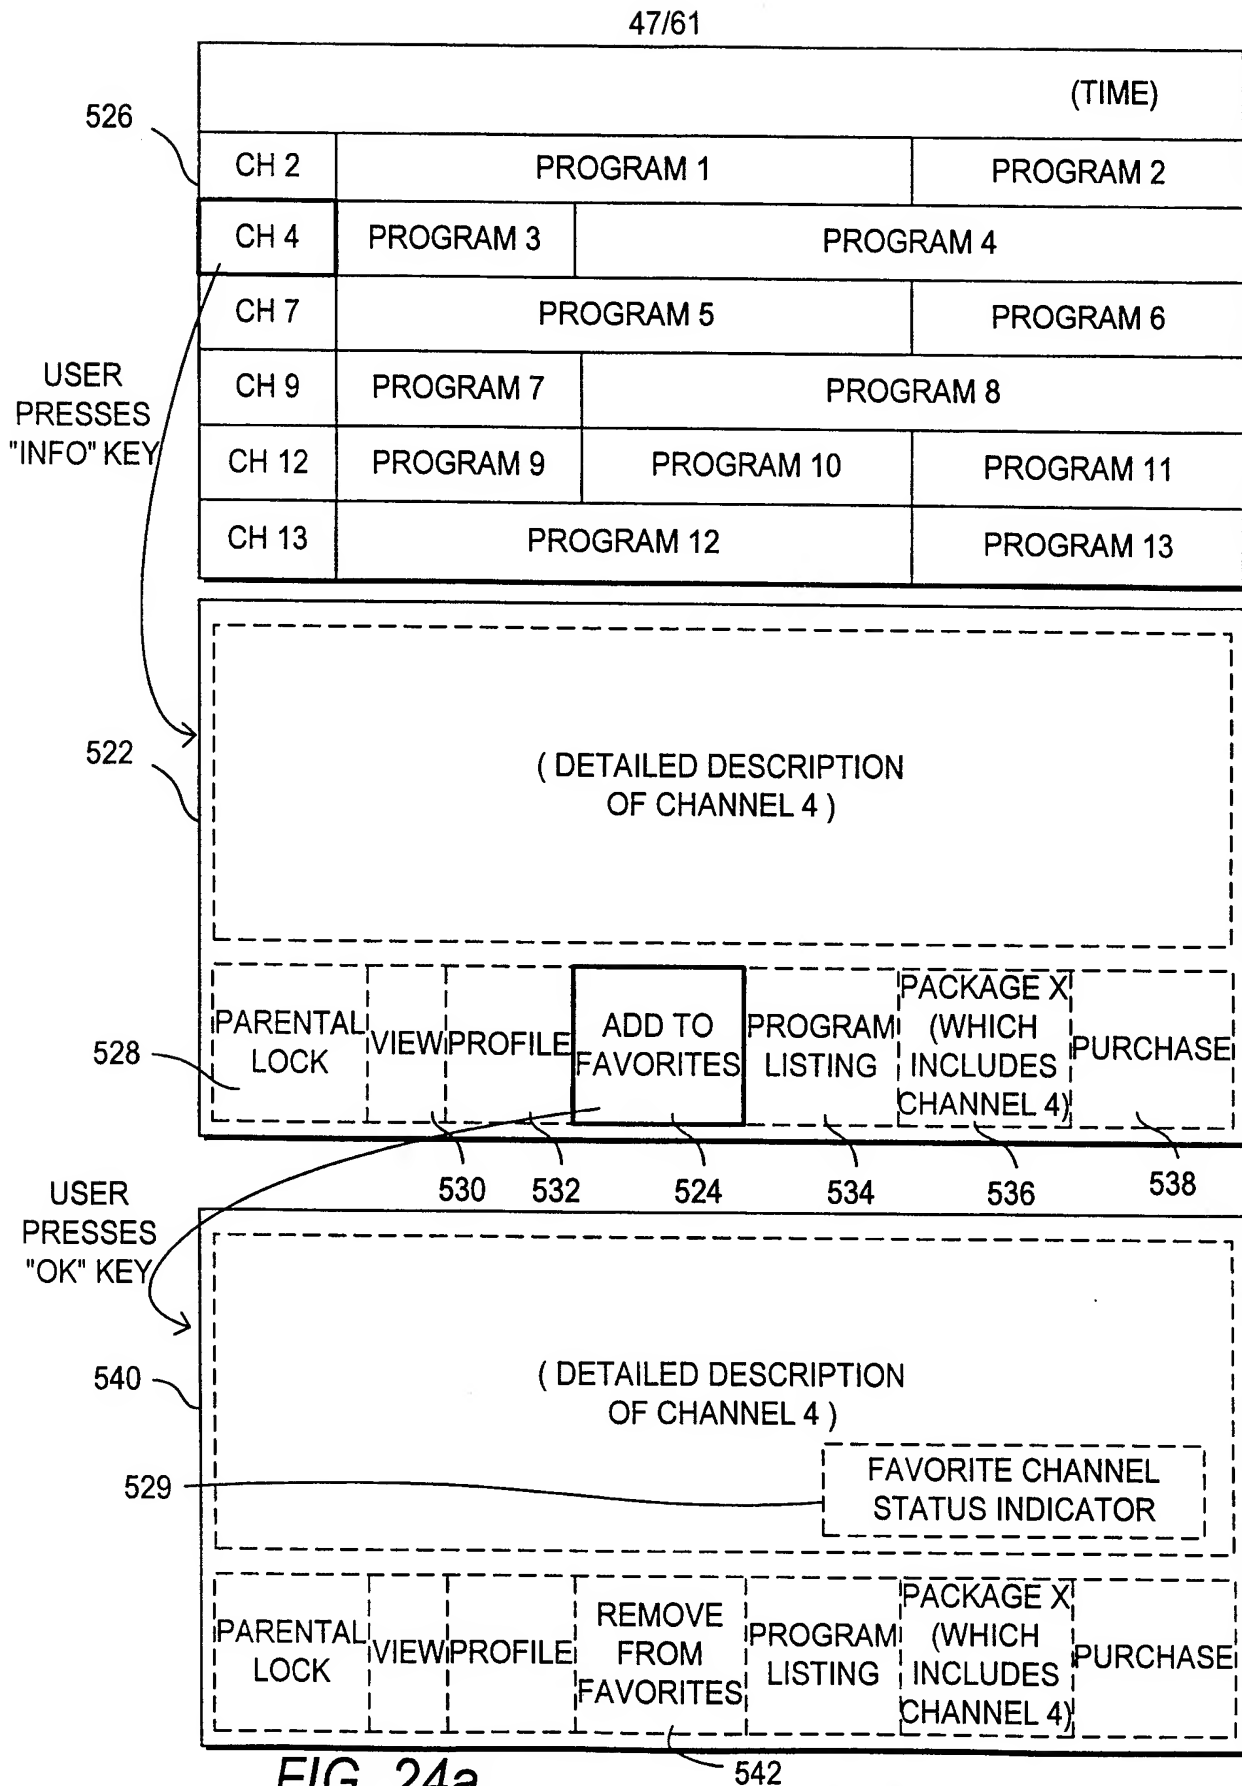 47/61
(TIME)
526
CH 2 PROGRAM 1 PROGRAM 2
CH 4 PROGRAM 3 PROGRAM 4
CH 7 PROGRAM 5 PROGRAM 6
CH 9 PROGRAM 7 PROGRAM 8
CH 12 PROGRAM 9 PROGRAM 10 PROGRAM 11
CH 13 PROGRAM 12 PROGRAM 13
USER
PRESSES
"INFO" KEY
522
( DETAILED DESCRIPTION
OF CHANNEL 4 )
528
PARENTAL
LOCK
VIEW
PROFILE
ADD TO
FAVORITES
PROGRAM
LISTING
PACKAGE X
(WHICH
INCLUDES
CHANNEL 4)
PURCHASE
530 532 524 534 536 538
USER
PRESSES
"OK" KEY
540
( DETAILED DESCRIPTION
OF CHANNEL 4 )
529
FAVORITE CHANNEL
STATUS INDICATOR
PARENTAL
LOCK
VIEW
PROFILE
REMOVE
FROM
FAVORITES
PROGRAM
LISTING
PACKAGE X
(WHICH
INCLUDES
CHANNEL 4)
PURCHASE
542
FIG. 24a